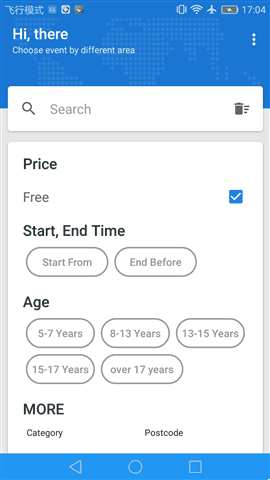 飞行模式 17:04
Hi, there
Choose event by different area
Search
Price
Free
Start, End Time
Start From End Before
Age
5-7 Years 8-13 Years 13-15 Years
15-17 Years over 17 years
MORE
Category Postcode